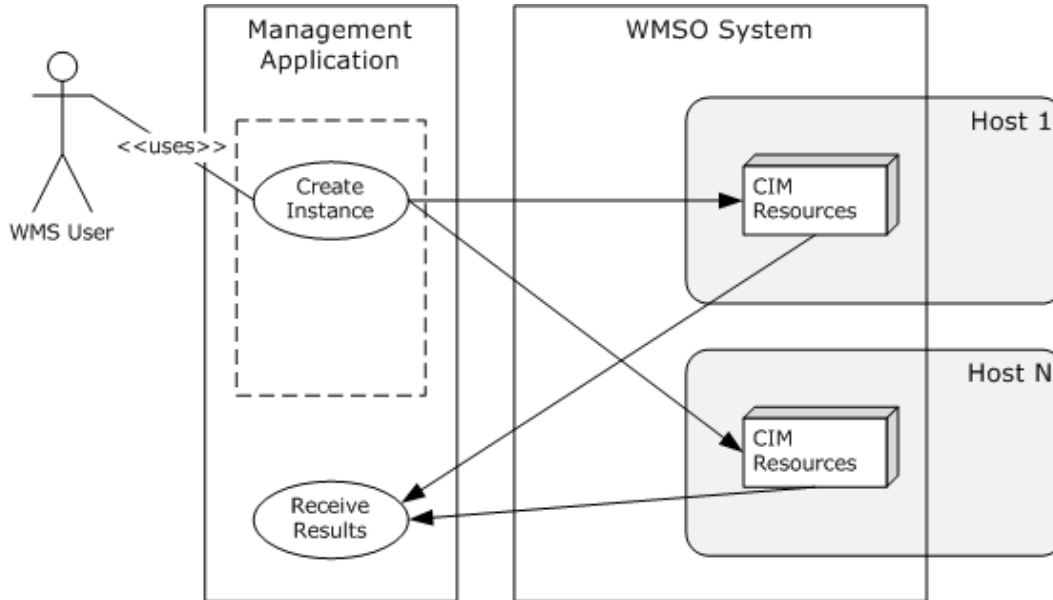 Management
Application
WMSO System
Host 1
<<uses>>
Create
Instance
CIM
Resources
WMS User
Host N
CIM
Resources
Receive
Results